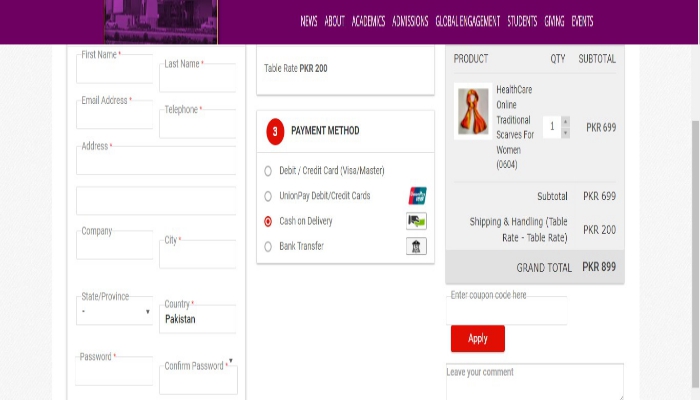 NEWS ABOUT ACADEMICS ADMISSIONS GLOBAL ENGAGEMENT STUDENTS GIVING EVENTS
First Name *
Last Name *
Email Address *
Telephone *
Address *
Company
City *
State/Province
-
Country *
Pakistan
Password *
Confirm Password *
Table Rate PKR 200
3 PAYMENT METHOD
Debit / Credit Card (Visa/Master)
UnionPay Debit/Credit Cards
Cash on Delivery
Bank Transfer
PRODUCT QTY SUBTOTAL
HealthCare
Online
Traditional
Scarves For
Women
(0604)
1
PKR 699
Subtotal PKR 699
Shipping & Handling (Table
Rate - Table Rate) PKR 200
GRAND TOTAL PKR 899
Enter coupon code here
Apply
Leave your comment